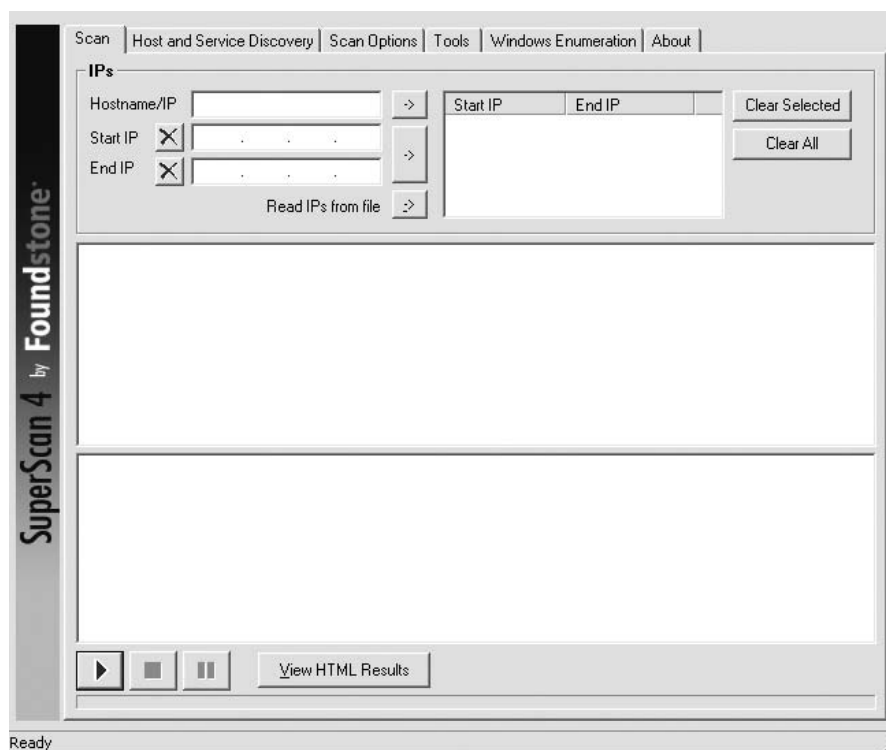 Scan Host and Service Discovery Scan Options Tools Windows Enumeration About
IPs
Hostname/IP -> Start IP End IP Clear Selected
Start IP X . . . -> Clear All
End IP X . . .
Read IPs from file ->
SuperScan 4 by Foundstone
View HTML Results
Ready